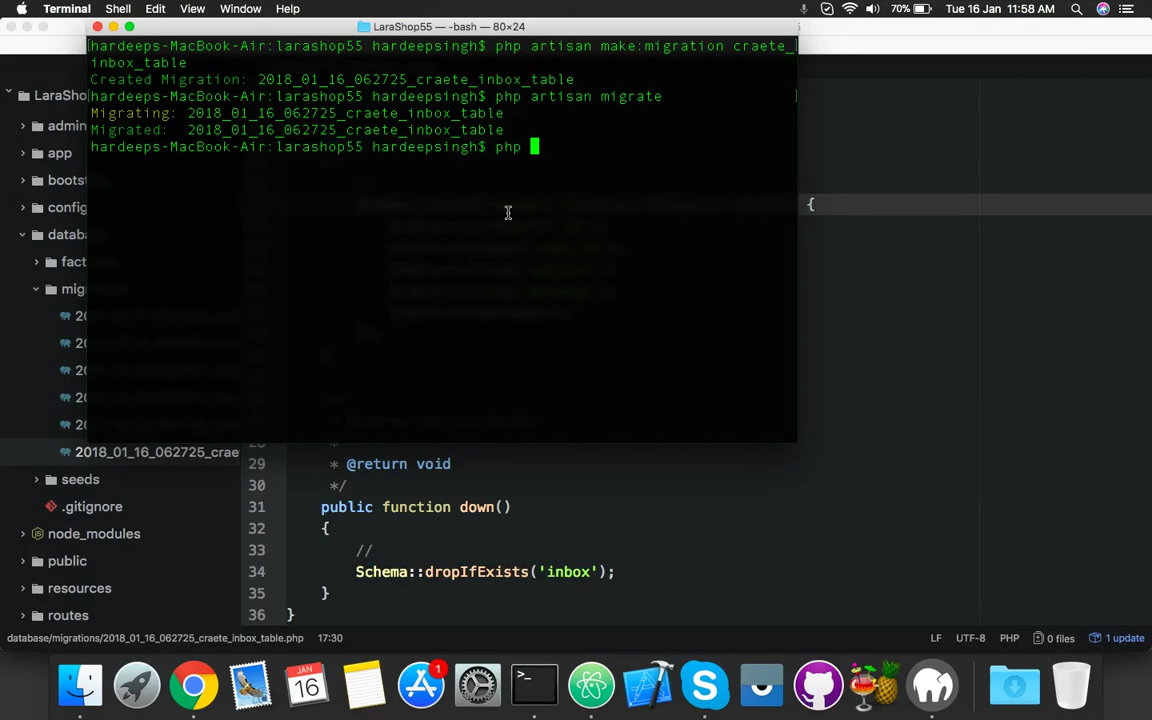 Terminal Shell Edit View Window Help 70% Tue 16 Jan 11:58 AM
LaraShop55 — -bash — 80×24
hardeeps-MacBook-Air:larashop55 hardeepsingh$ php artisan make:migration craete_
inbox_table
Created Migration: 2018_01_16_062725_craete_inbox_table
hardeeps-MacBook-Air:larashop55 hardeepsingh$ php artisan migrate
Migrating: 2018_01_16_062725_craete_inbox_table
Migrated: 2018_01_16_062725_craete_inbox_table
hardeeps-MacBook-Air:larashop55 hardeepsingh$ php
LaraSho
admin
app
boots
config
datab
fact
mig
2018_01_16_062725_crae
seeds
.gitignore
node_modules
public
resources
routes
{
29 * @return void
30 */
31 public function down()
32 {
33 //
34 Schema::dropIfExists('inbox');
35 }
36 }
database/migrations/2018_01_16_062725_craete_inbox_table.php 17:30 LF UTF-8 PHP 0 files 1 update
JAN
16
1